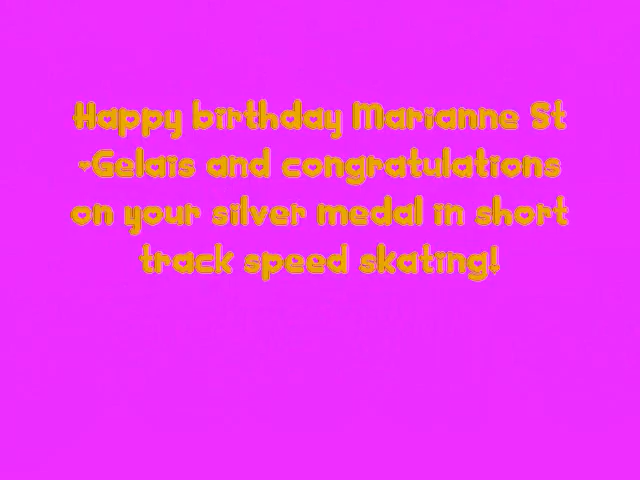 Happy birthday Marianne St
-Gelais and congratulations
on your silver medal in short
track speed skating!